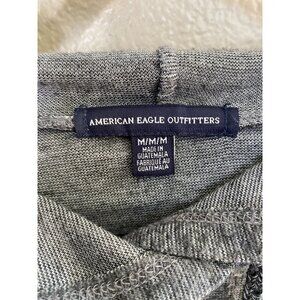 AMERICAN EAGLE OUTFITTERS
M/M/M
MADE IN
GUATEMALA
FABRIQUÉ AU
GUATEMALA